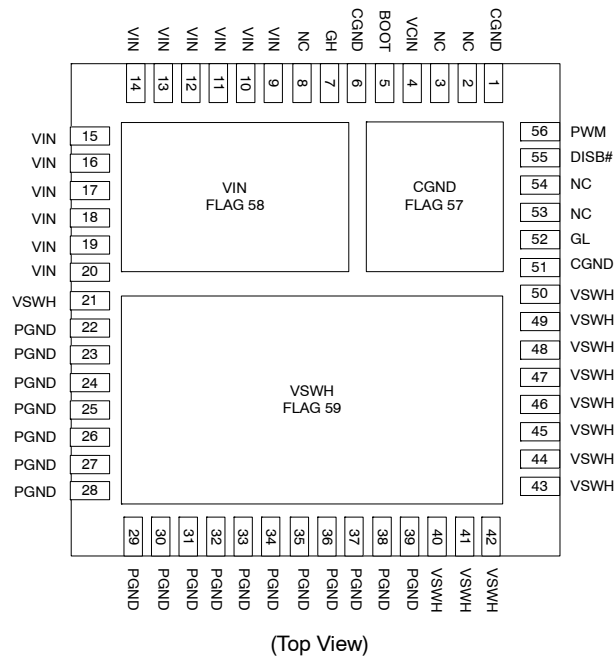 VIN VIN VIN VIN VIN VIN NC GH CGND BOOT VCIN NC NC CGND
14 13 12 11 10 9 8 7 6 5 4 3 2 1
VIN 15
VIN 16
VIN 17
VIN 18
VIN 19
VIN 20
VSWH 21
PGND 22
PGND 23
PGND 24
PGND 25
PGND 26
PGND 27
PGND 28
VIN
FLAG 58
CGND
FLAG 57
VSWH
FLAG 59
56 PWM
55 DISB#
54 NC
53 NC
52 GL
51 CGND
50 VSWH
49 VSWH
48 VSWH
47 VSWH
46 VSWH
45 VSWH
44 VSWH
43 VSWH
29 30 31 32 33 34 35 36 37 38 39 40 41 42
PGND PGND PGND PGND PGND PGND PGND PGND PGND PGND PGND VSWH VSWH VSWH
(Top View)